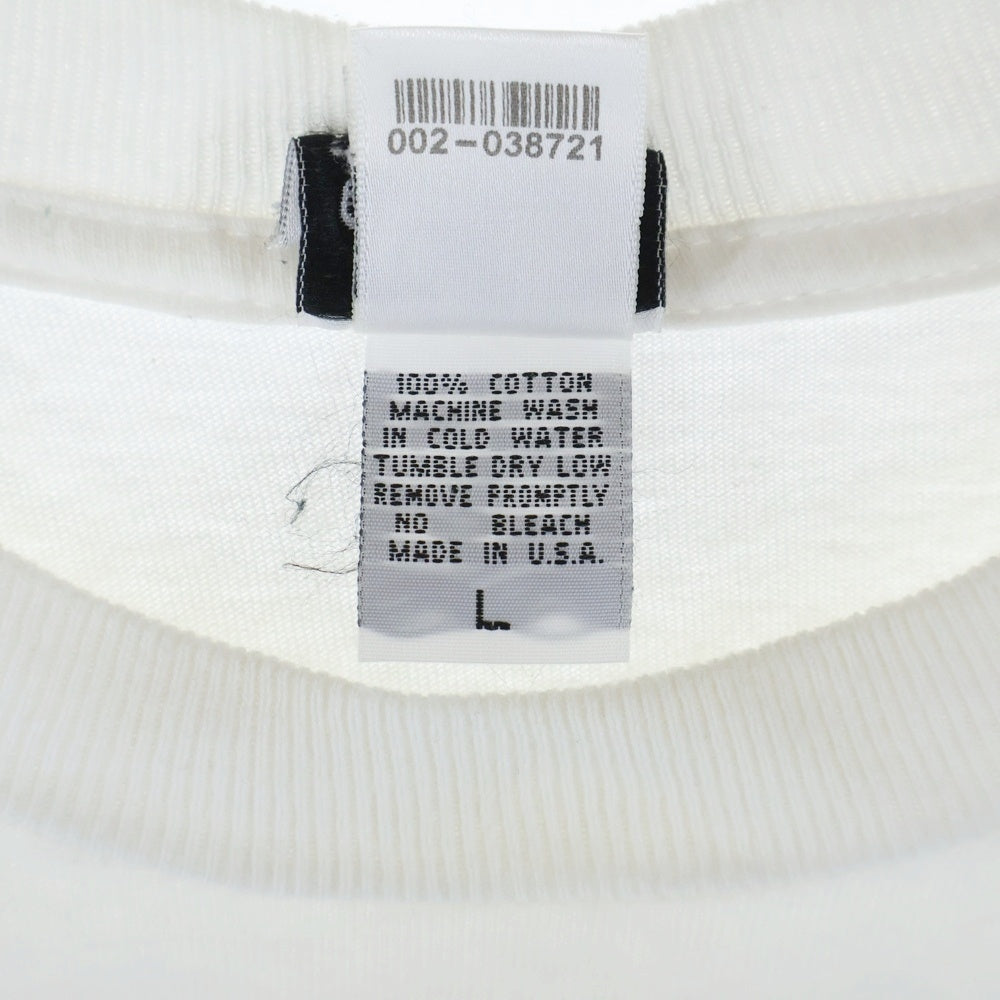 002-038721
100% COTTON
MACHINE WASH
IN COLD WATER
TUMBLE DRY LOW
REMOVE PROMPTLY
NO BLEACH
MADE IN U.S.A.
L